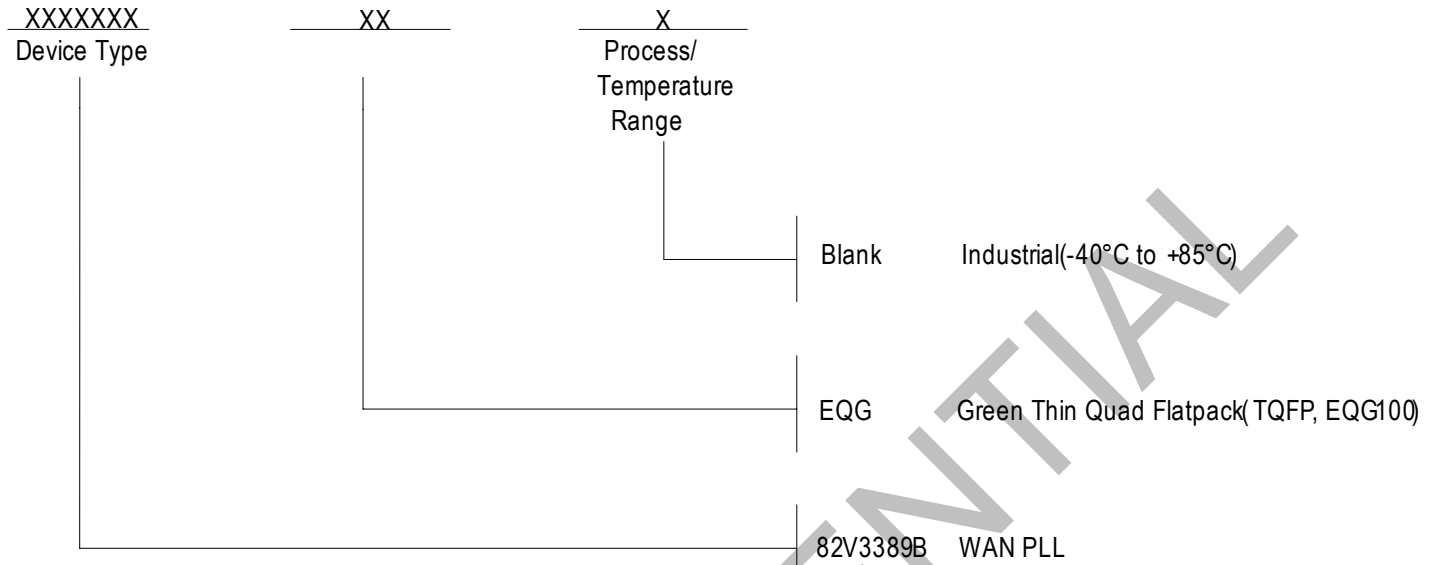 XXXXXXX XX X
Device Type Process/
Temperature
Range
Blank Industrial(-40°C to +85°C)
EQG Green Thin Quad Flatpack( TQFP, EQG100)
82V3389B WAN PLL
NTIAL